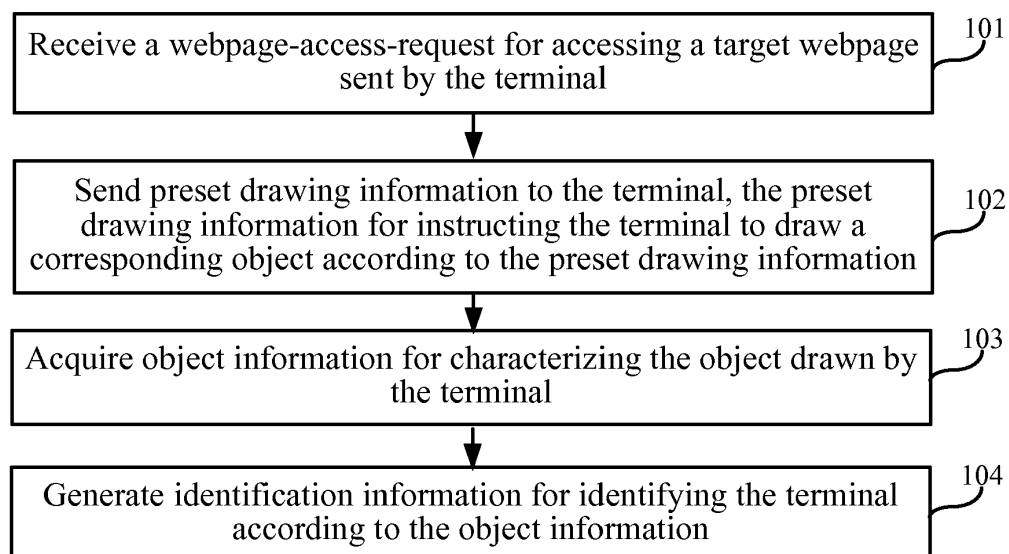 Receive a webpage-access-request for accessing a target webpage
sent by the terminal
101
Send preset drawing information to the terminal, the preset
drawing information for instructing the terminal to draw a
corresponding object according to the preset drawing information
102
Acquire object information for characterizing the object drawn by
the terminal
103
Generate identification information for identifying the terminal
according to the object information
104